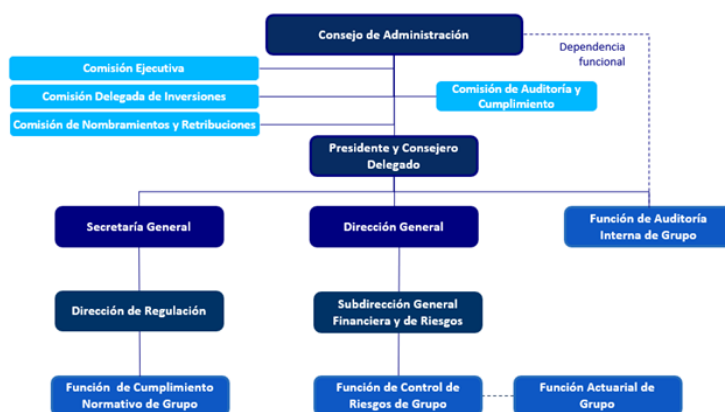 Consejo de Administración
Dependencia
funcional
Comisión Ejecutiva
Comisión Delegada de Inversiones
Comisión de Auditoría y
Cumplimiento
Comisión de Nombramientos y Retribuciones
Presidente y Consejero
Delegado
Secretaría General
Dirección General
Función de Auditoría
Interna de Grupo
Dirección de Regulación
Subdirección General
Financiera y de Riesgos
Función de Cumplimiento
Normativo de Grupo
Función de Control de
Riesgos de Grupo
Función Actuarial de
Grupo